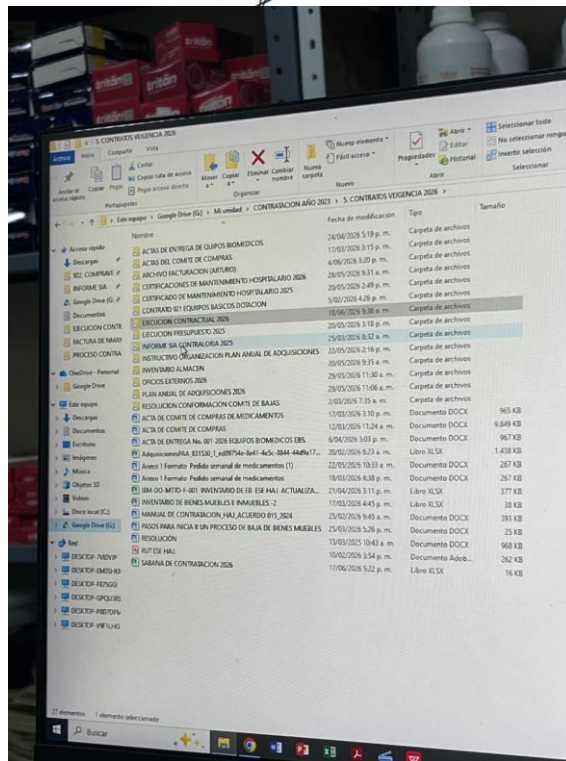 tritón
tritón
tritón
5. CONTRATOS VEIGENCIA 2026
Archivo Inicio Compartir Vista
Anclar al acceso rápido
Copiar
Pegar
Cortar
Copiar ruta de acceso
Pegar acceso directo
Portapapeles
Mover a
Copiar a
Eliminar
Cambiar nombre
Organizar
Nueva carpeta
Nuevo elemento
Fácil acceso
Nuevo
Propiedades
Abrir
Editar
Historial
Abrir
Seleccionar todo
No seleccionar ningu
Invertir selección
Seleccionar
Este equipo > Google Drive (G:) > Mi unidad > CONTRATACION AÑO 2023 > 5. CONTRATOS VEIGENCIA 2026 >
Nombre Fecha de modificación Tipo Tamaño
ACTAS DE ENTREGA DE QUIPOS BIOMEDICOS 24/04/2026 5:19 p. m. Carpeta de archivos
ACTAS DEL COMITE DE COMPRAS 17/03/2026 3:15 p. m. Carpeta de archivos
ARCHIVO FACTURACION (ARTURO) 4/06/2026 3:20 p. m. Carpeta de archivos
CERTIFICACIONES DE MANTENIMIENTO HOSPITALARIO 2026 28/05/2026 9:31 a. m. Carpeta de archivos
CERTIFICADO DE MANTENIMIENTO HOSPITALARIO 2025 20/05/2026 2:49 p. m. Carpeta de archivos
CONTRATO 921 EQUIPOS BASICOS DOTACION 5/02/2026 4:26 p. m. Carpeta de archivos
EJECUCION CONTRACTUAL 2026 18/06/2026 9:36 a. m. Carpeta de archivos
EJECUCIÓN PRESUPUESTO 2025 20/05/2026 3:18 p. m. Carpeta de archivos
INFORME SIA CONTRALORIA 2025 25/03/2026 8:32 a. m. Carpeta de archivos
INSTRUCTIVO ORGANIZACION PLAN ANUAL DE ADQUISICIONES 22/05/2026 2:16 p. m. Carpeta de archivos
INVENTARIO ALMACEN 20/05/2026 9:35 a. m. Carpeta de archivos
OFICIOS EXTERNOS 2026 29/05/2026 11:30 a. m. Carpeta de archivos
PLAN ANUAL DE ADQUISICIONES 2026 28/05/2026 11:06 a. m. Carpeta de archivos
RESOLUCION CONFORMACION COMITE DE BAJAS 2/03/2026 7:35 a. m. Carpeta de archivos
ACTA DE COMITE DE COMPRAS DE MEDICAMENTOS 17/03/2026 3:10 p. m. Documento DOCX 965 KB
ACTA DE COMITE DE COMPRAS 12/03/2026 11:24 a. m. Documento DOCX 9.849 KB
ACTA DE ENTREGA No. 001-2026 EQUIPOS BIOMEDICOS EBS. 6/04/2026 3:03 p. m. Documento DOCX 967 KB
20/02/2026 6:23 a. m. Libro XLSX 1.438 KB
Anexo 1 Formato Pedido semanal de medicamentos (1) 22/05/2026 10:33 a. m. Documento DOCX 267 KB
Anexo 1 Formato Pedido semanal de medicamentos 18/03/2026 4:38 p. m. Documento DOCX 267 KB
21/04/2026 3:11 p. m. Libro XLSX 377 KB
INVENTARIO DE BIENES MUEBLES E INMUEBLES -2 17/03/2026 4:45 p. m. Libro XLSX 38 KB
MANUAL DE CONTRATACION_HAJ_ACUERDO 015_2024 25/02/2026 9:45 a. m. Documento DOCX 393 KB
PASOS PARA INICIA R UN PROCESO DE BAJA DE BIENES MUEBLES 25/03/2026 5:26 p. m. Documento DOCX 25 KB
RESOLUCIÓN 13/03/2025 10:43 a. m. Documento DOCX 968 KB
RUT ESE HAJ. 10/02/2026 3:54 p. m. Documento Adob... 262 KB
SABANA DE CONTRATACION 2026 17/06/2026 5:22 p. m. Libro XLSX 16 KB
Acceso rápido
Descargas
922. COMPRAVE
INFORME SIA
Google Drive (G:
Documentos
EJECUCION CONTR
FACTURA DE NMAY
PROCESO CONTRA
OneDrive - Personal
Google Drive
Este equipo
Descargas
Documentos
Escritorio
Imágenes
Música
Objetos 3D
Videos
Disco local (C:)
Google Drive (G:)
Red
27 elementos 1 elemento seleccionado
Buscar